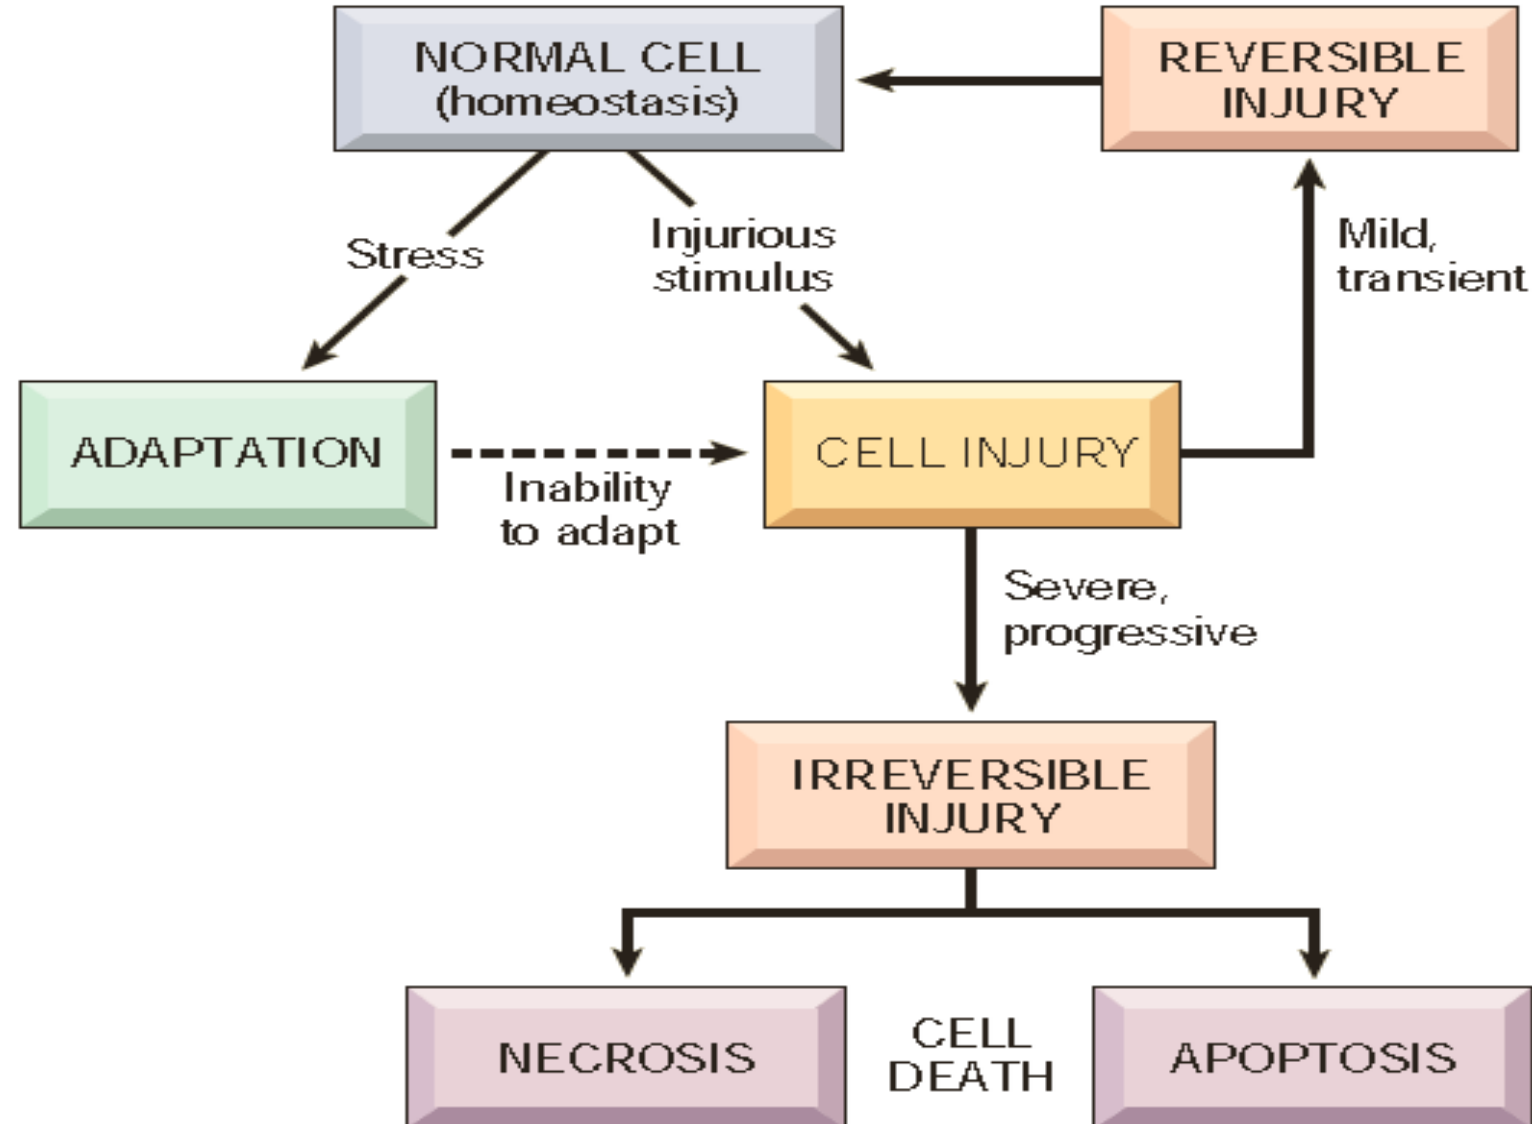 NORMAL CELL
(homeostasis)
REVERSIBLE
INJURY
Stress
Injurious
stimulus
Mild,
transient
ADAPTATION
Inability
to adapt
CELL INJURY
Severe,
progressive
IRREVERSIBLE
INJURY
NECROSIS
CELL
DEATH
APOPTOSIS